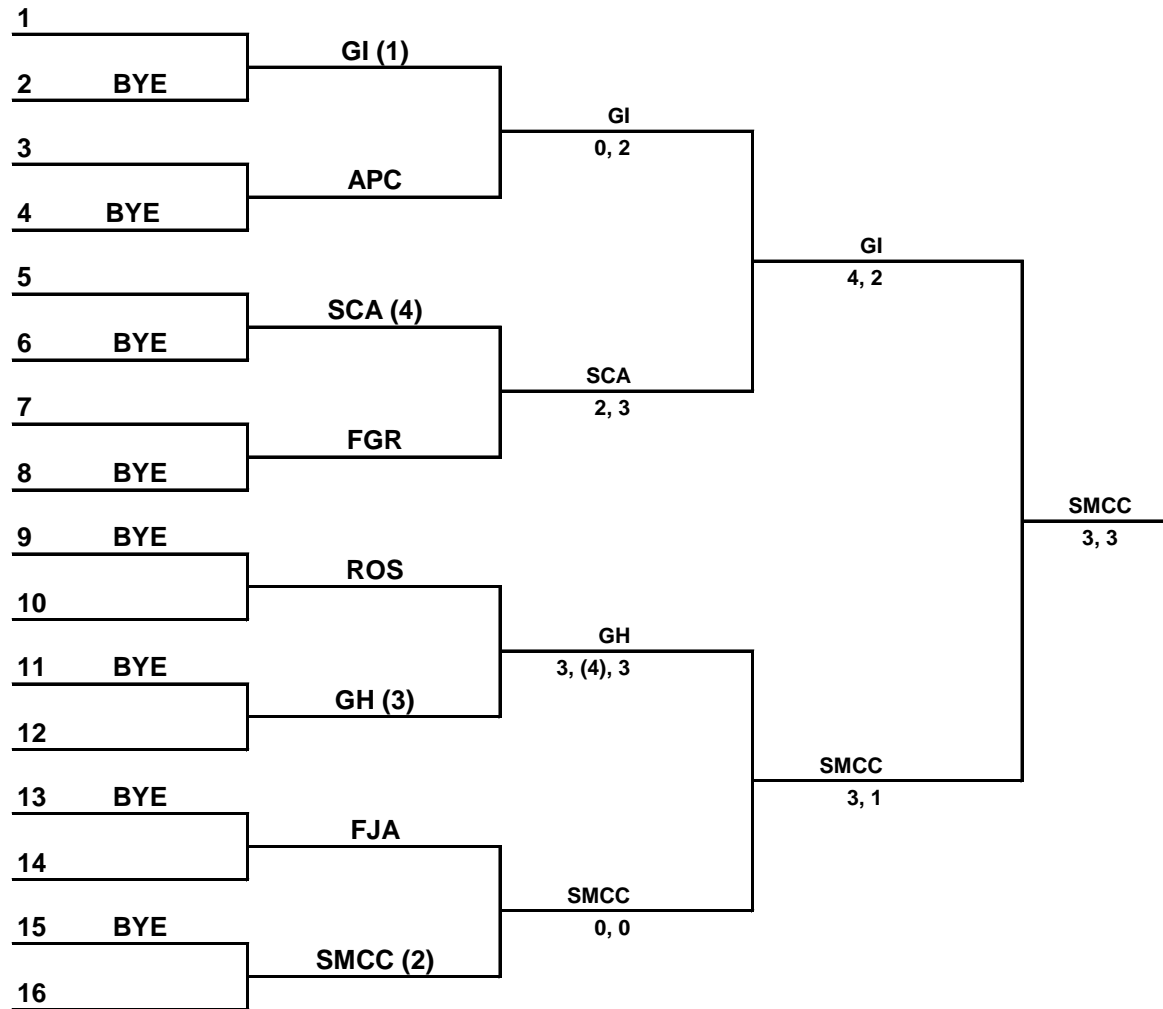 1
GI (1)
2 BYE
GI
0, 2
3
APC
4 BYE
GI
4, 2
5
SCA (4)
6 BYE
SCA
2, 3
7
FGR
8 BYE
SMCC
3, 3
9 BYE
ROS
10
GH
3, (4), 3
11 BYE
GH (3)
12
SMCC
3, 1
13 BYE
FJA
14
SMCC
0, 0
15 BYE
SMCC (2)
16